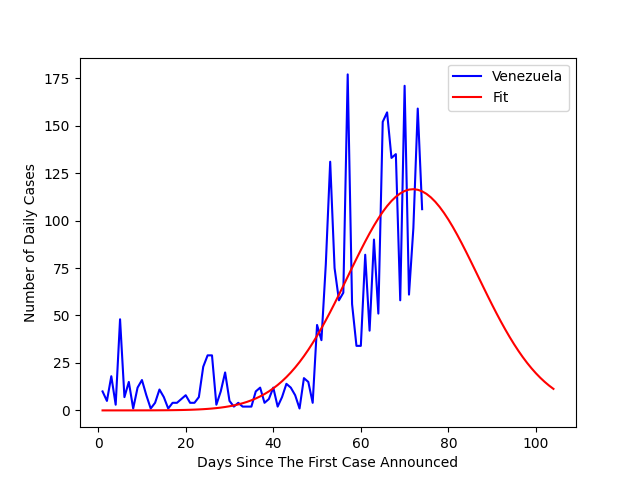 Venezuela
Fit
175
150
125
100
75
50
25
0
Number of Daily Cases
0 20 40 60 80 100
Days Since The First Case Announced